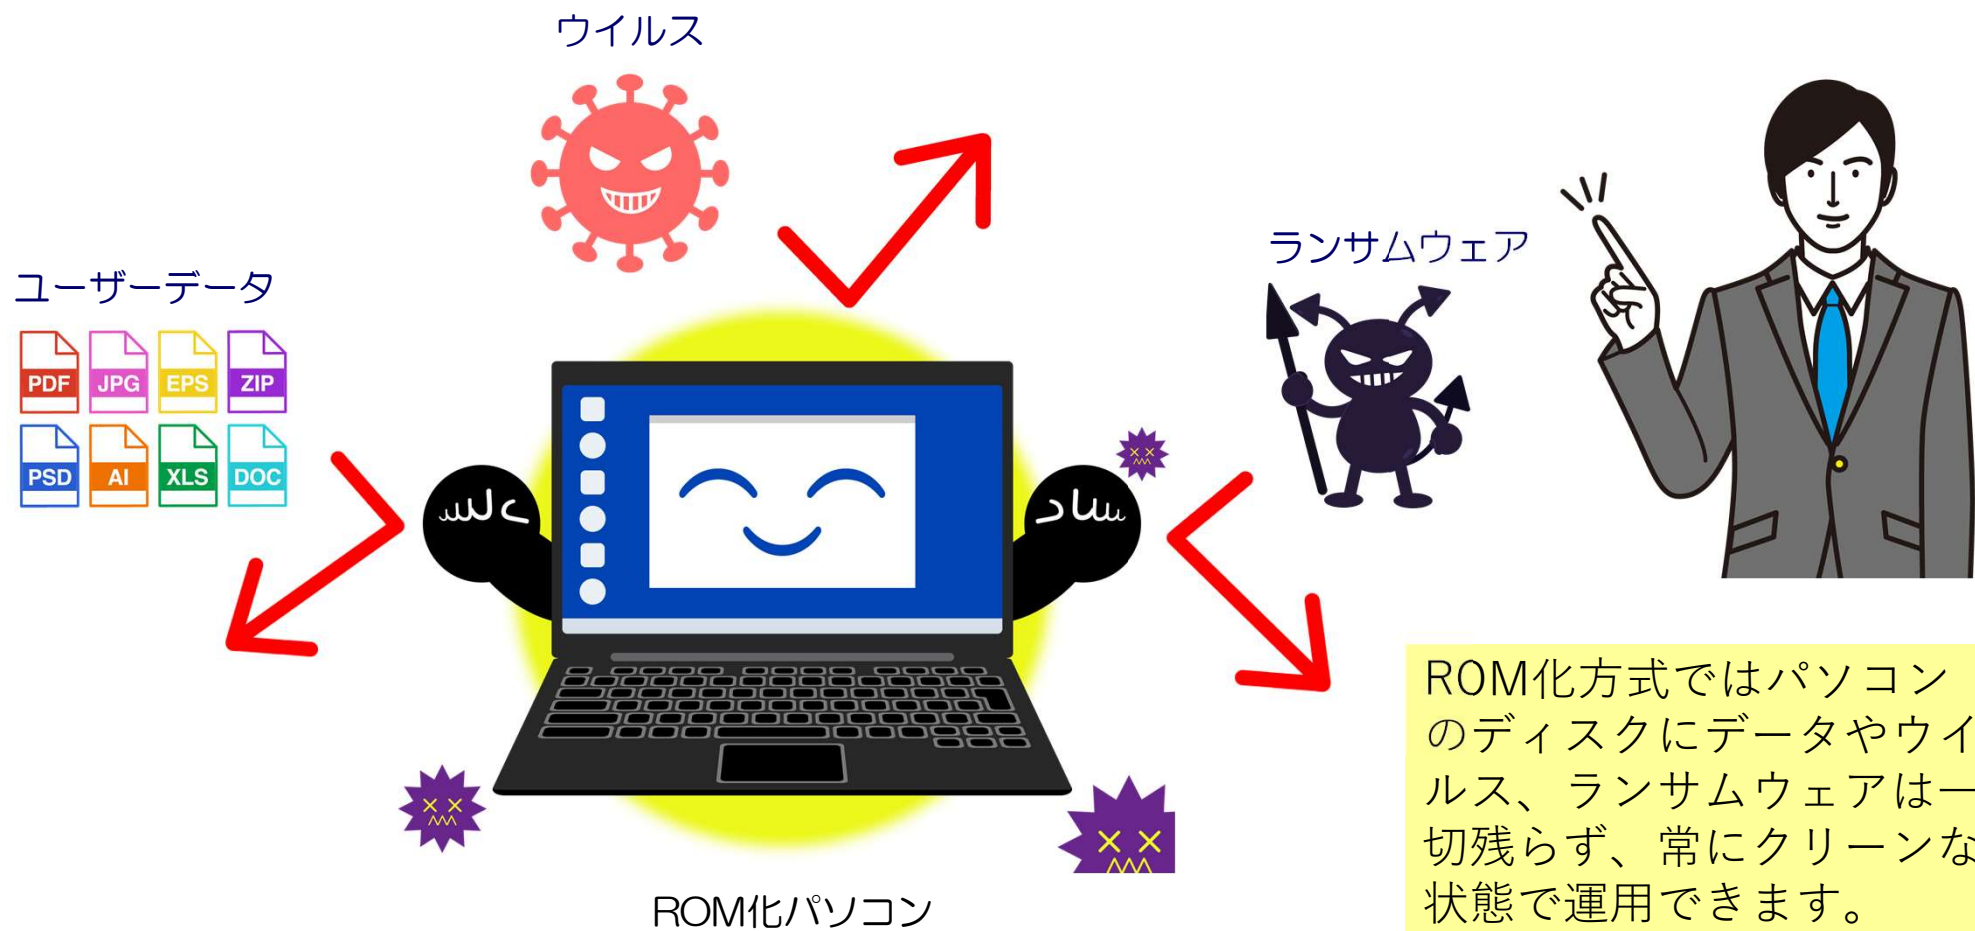 ウイルス
ランサムウェア
ユーザーデータ
PDF JPG EPS ZIP
PSD AI XLS DOC
ROM化方式ではパソコン
のディスクにデータやウイ
ルス、ランサムウェアは一
切残らず、常にクリーンな
状態で運用できます。
ROM化パソコン